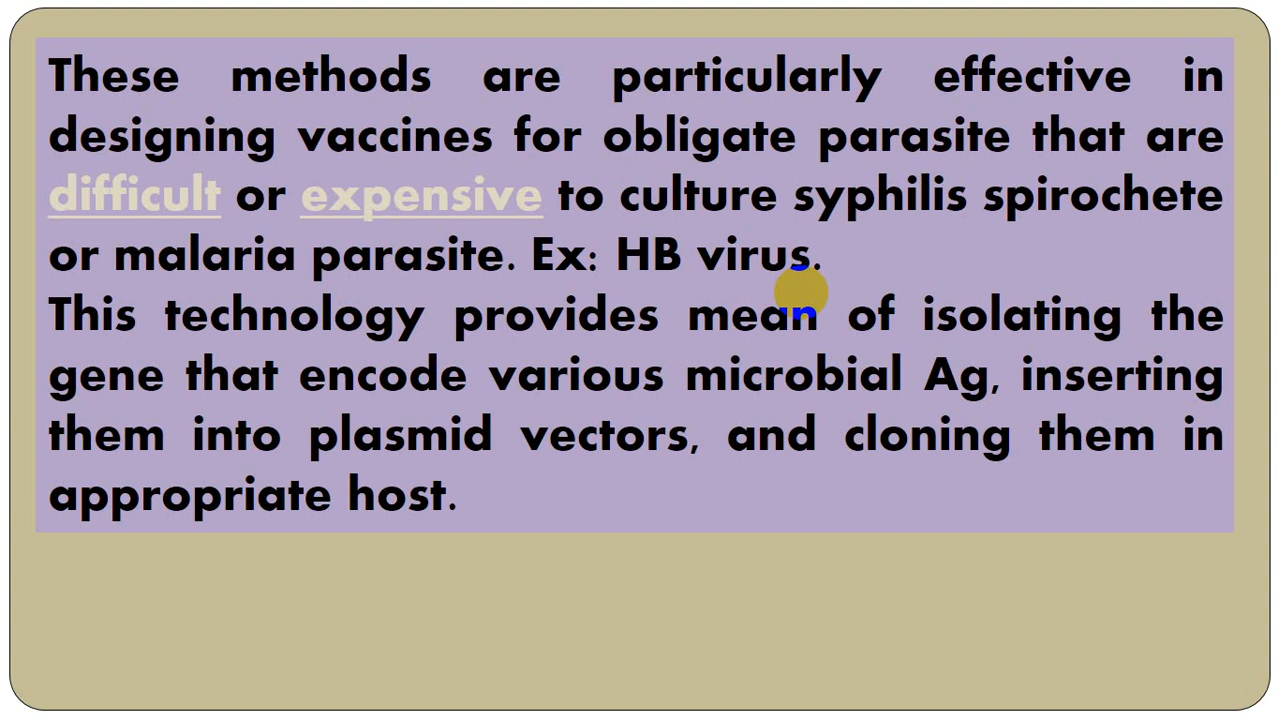 These methods are particularly effective in
designing vaccines for obligate parasite that are
difficult or expensive to culture syphilis spirochete
or malaria parasite. Ex: HB virus.
This technology provides mean of isolating the
gene that encode various microbial Ag, inserting
them into plasmid vectors, and cloning them in
appropriate host.